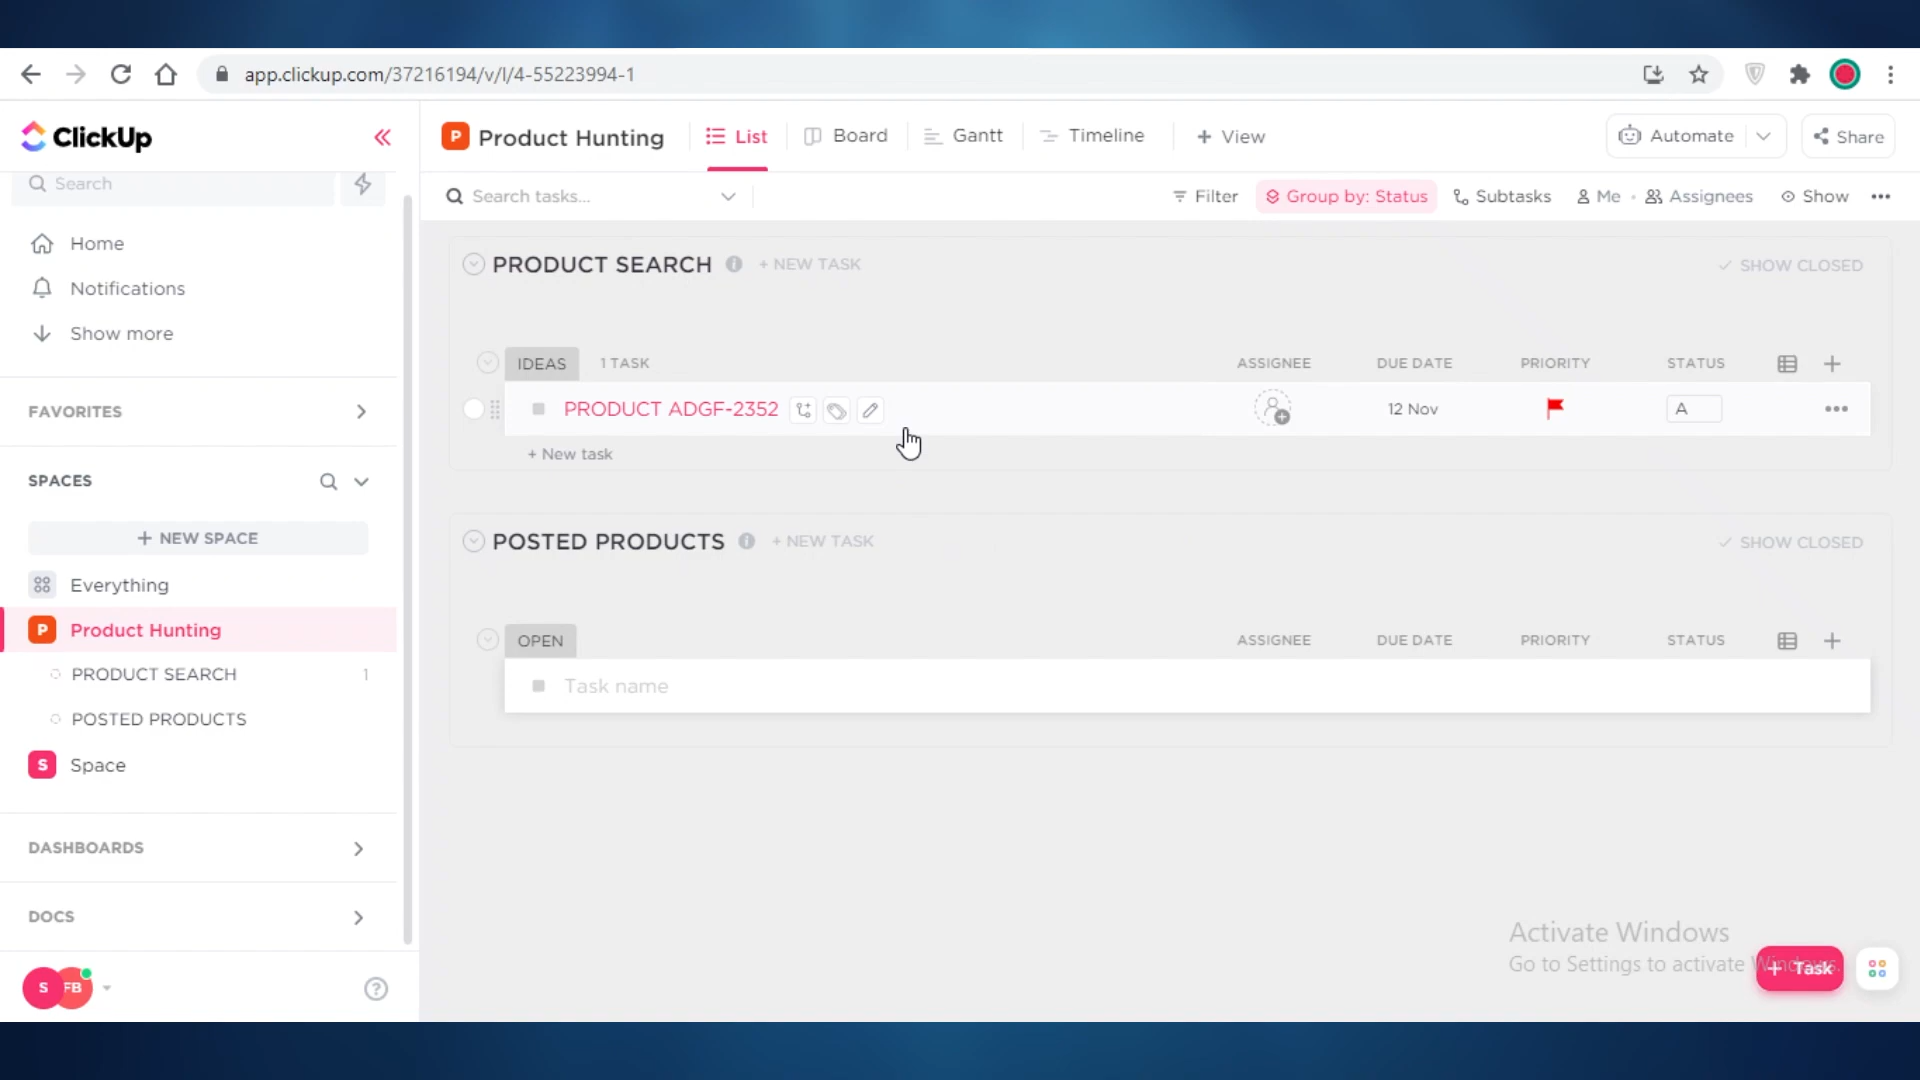 app.clickup.com/37216194/v/l/4-55223994-1
ClickUp
Search
Home
Notifications
Show more
FAVORITES
SPACES
+ NEW SPACE
Everything
P Product Hunting
PRODUCT SEARCH 1
POSTED PRODUCTS
S Space
DASHBOARDS
DOCS
S FB
P Product Hunting List Board Gantt Timeline + View Automate Share
Search tasks... Filter Group by: Status Subtasks Me Assignees Show
PRODUCT SEARCH + NEW TASK SHOW CLOSED
IDEAS 1 TASK ASSIGNEE DUE DATE PRIORITY STATUS
PRODUCT ADGF-2352 12 Nov A
+ New task
POSTED PRODUCTS + NEW TASK SHOW CLOSED
OPEN ASSIGNEE DUE DATE PRIORITY STATUS
Task name
Activate Windows
Go to Settings to activate Windows.
+ Task